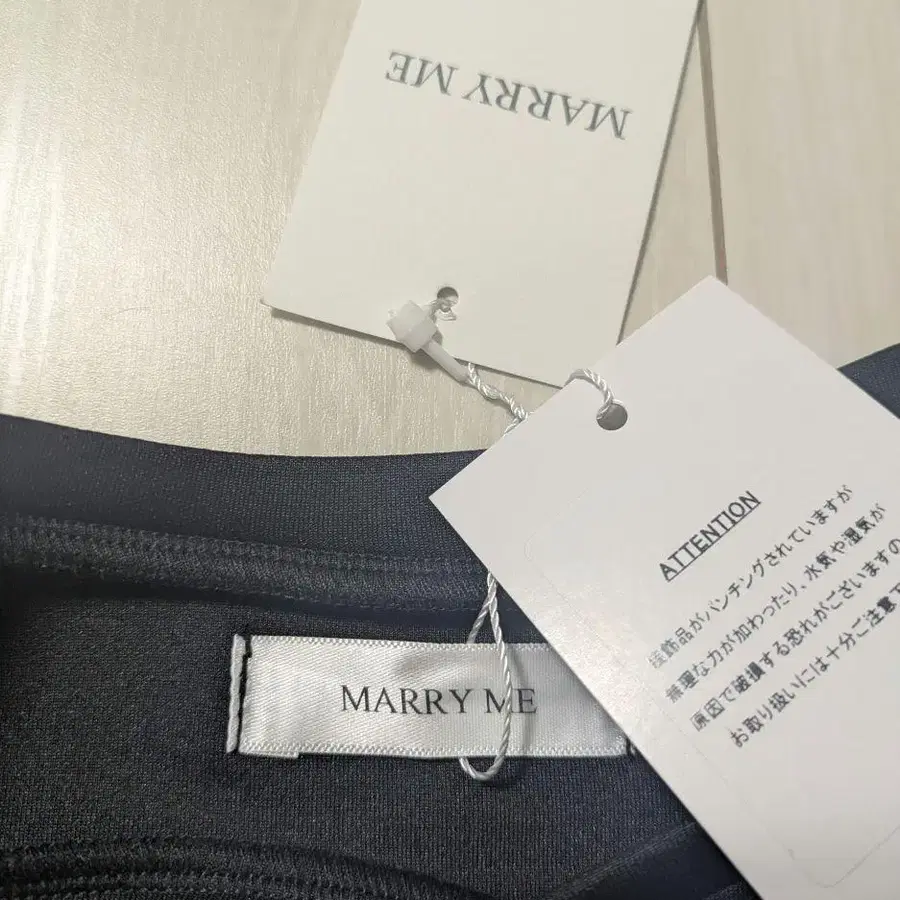 MARRY ME
ATTENTION
装飾品がパンチングされていますが
無理な力が加わったり、水気や湿気が
原因で破損する恐れがございますの
お取り扱いには十分ご注意下
MARRY ME